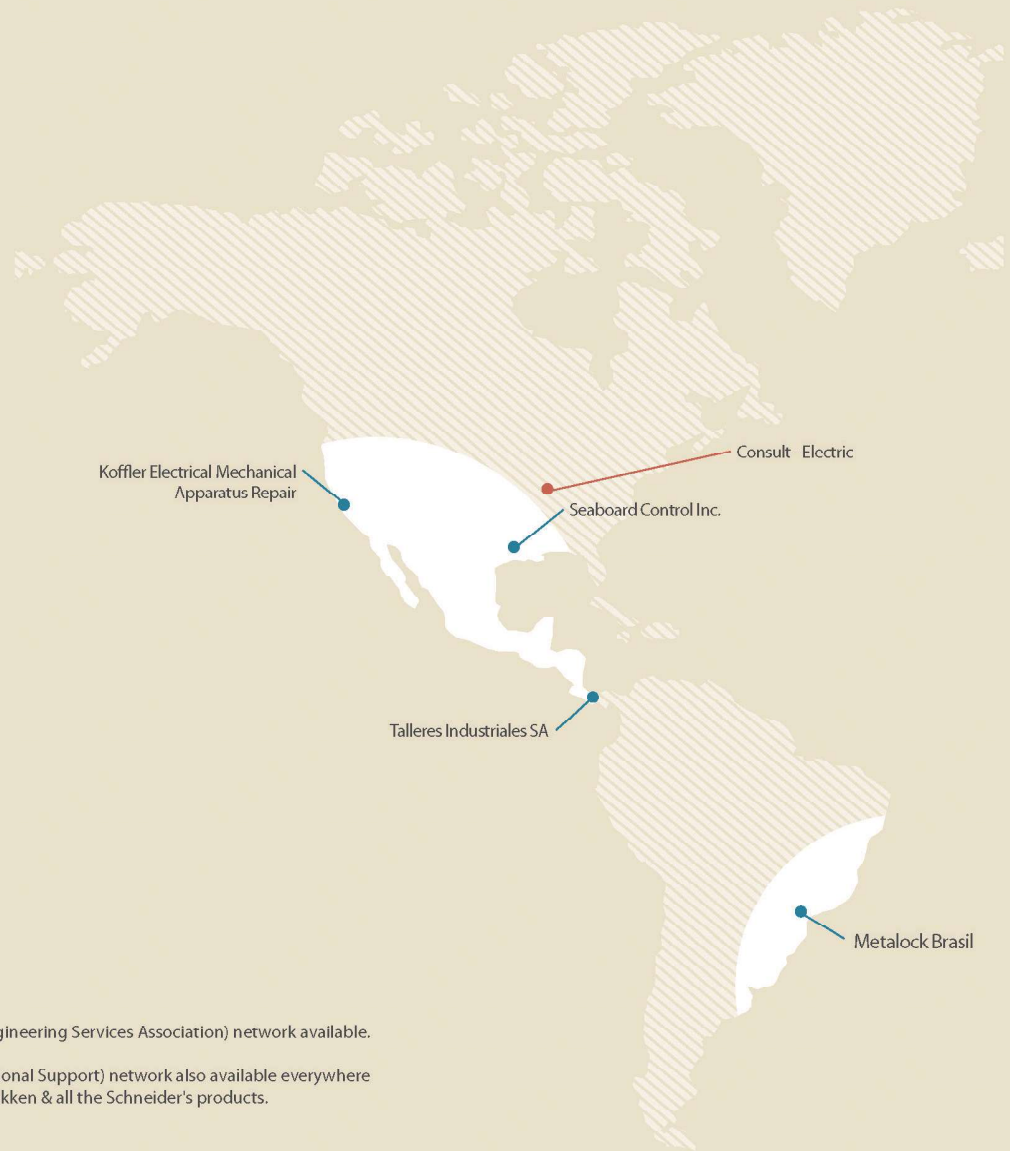 Koffler Electrical Mechanical
Apparatus Repair
Consult Electric
Seaboard Control Inc.
Talleres Industriales SA
Metalock Brasil
gineering Services Association) network available.
onal Support) network also available everywhere
kken & all the Schneider's products.